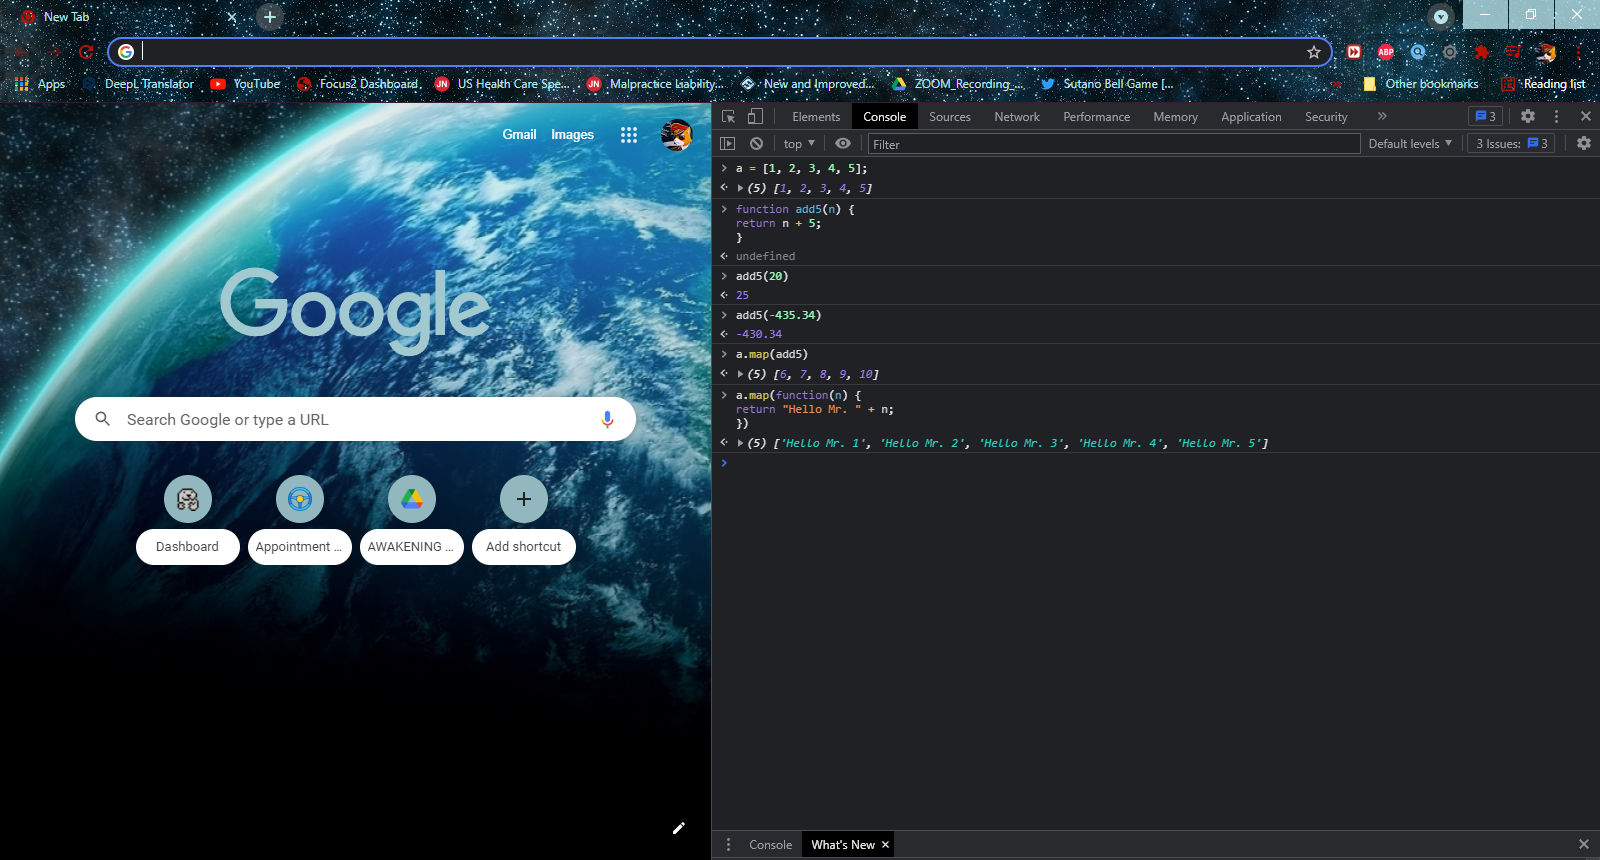 New Tab
Apps DeepL Translator YouTube Focus2 Dashboard US Health Care Spe... Malpractice Liability... New and Improved... ZOOM_Recording_... Sutano Bell Game [... Other bookmarks Reading list
ABP
JN JN
Gmail Images
Google
Search Google or type a URL
Dashboard Appointment ... AWAKENING ... Add shortcut
Elements Console Sources Network Performance Memory Application Security 3
top Filter Default levels 3 Issues: 3
a = [1, 2, 3, 4, 5];
(5) [1, 2, 3, 4, 5]
function add5(n) {
return n + 5;
}
undefined
add5(20)
25
add5(-435.34)
-430.34
a.map(add5)
(5) [6, 7, 8, 9, 10]
a.map(function(n) {
return "Hello Mr. " + n;
})
(5) ['Hello Mr. 1', 'Hello Mr. 2', 'Hello Mr. 3', 'Hello Mr. 4', 'Hello Mr. 5']
Console What's New